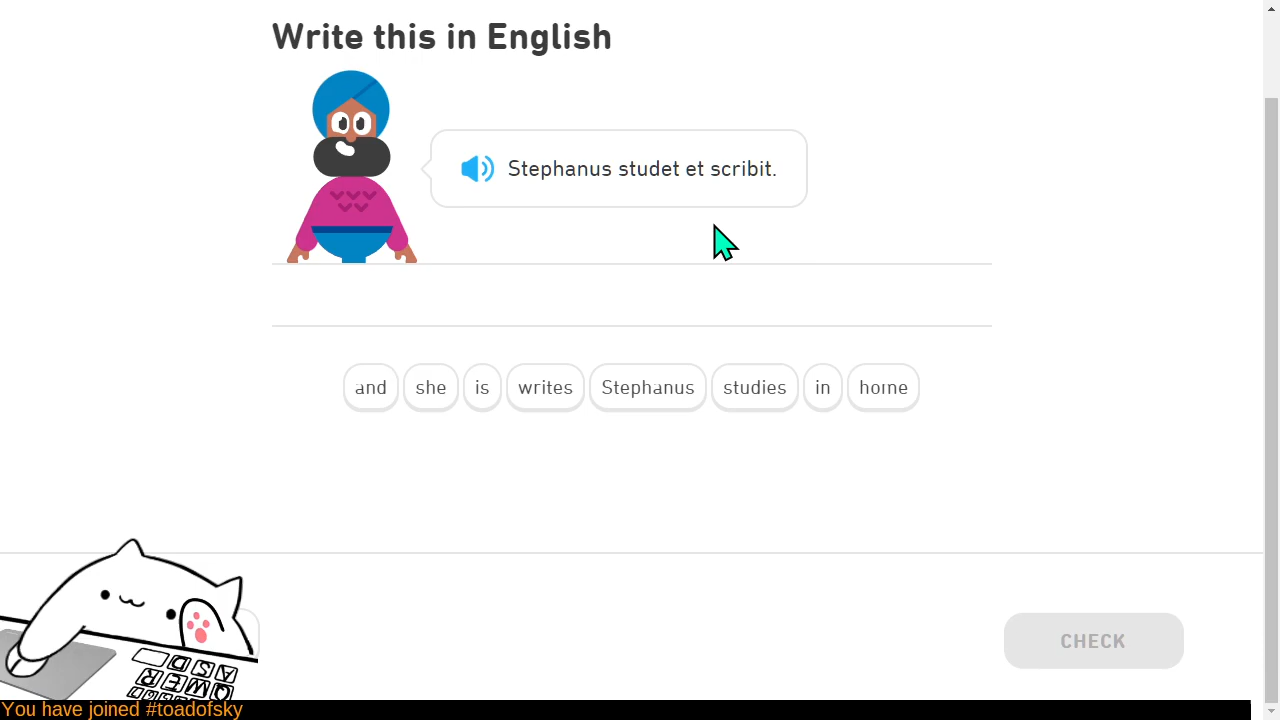 Write this in English
Stephanus studet et scribit.
and she is writes Stephanus studies in home
CHECK
You have joined #toadofsky